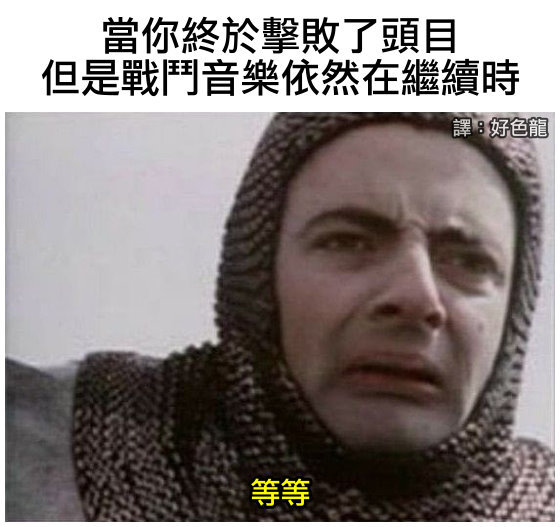 當你終於擊敗了頭目
但是戰鬥音樂依然在繼續時
譯：好色龍
等等